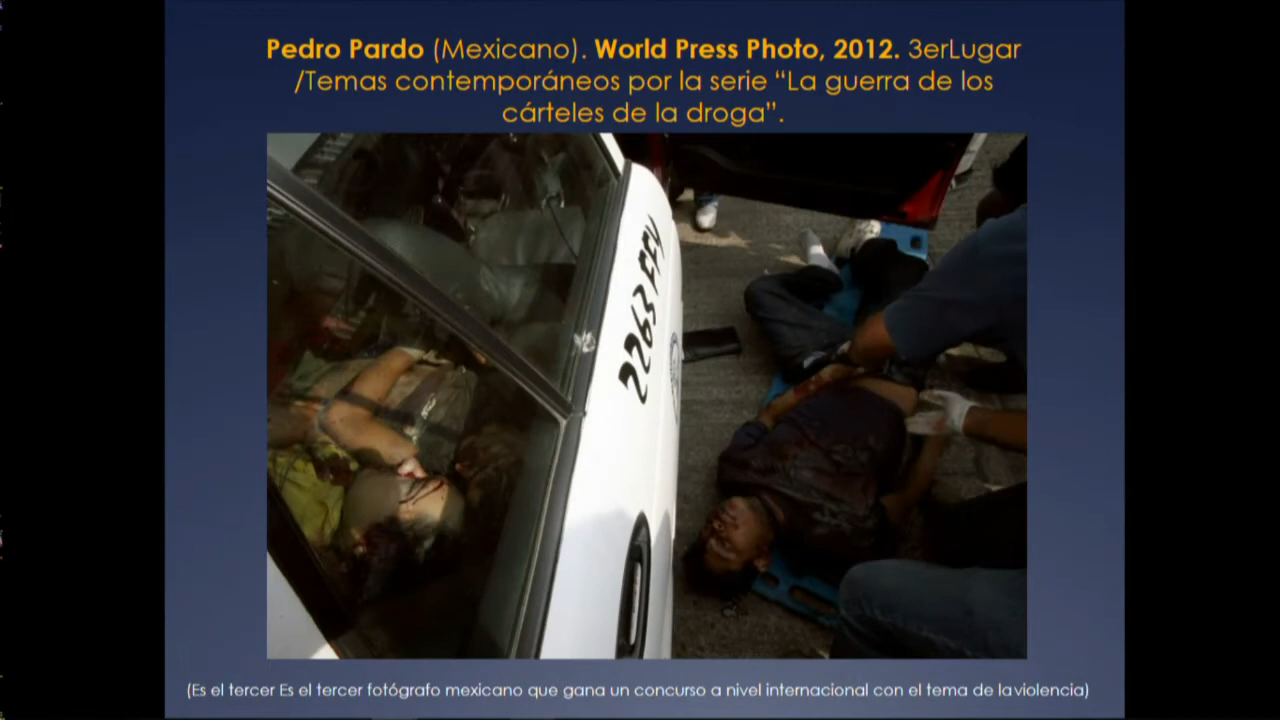 Pedro Pardo (Mexicano). World Press Photo, 2012. 3erLugar
/Temas contemporáneos por la serie “La guerra de los
cárteles de la droga”.
2263 FFV
(Es el tercer Es el tercer fotógrafo mexicano que gana un concurso a nivel internacional con el tema de laviolencia)